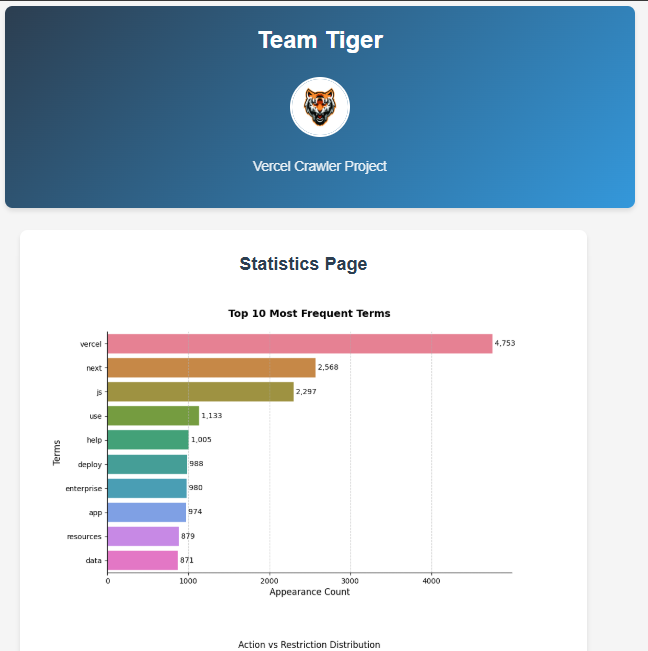 Team Tiger
Vercel Crawler Project
Statistics Page
Top 10 Most Frequent Terms
vercel 4,753
next 2,568
js 2,297
use 1,133
help 1,005
deploy 988
enterprise 980
app 974
resources 879
data 871
Terms
0 1000 2000 3000 4000
Appearance Count
Action vs Restriction Distribution